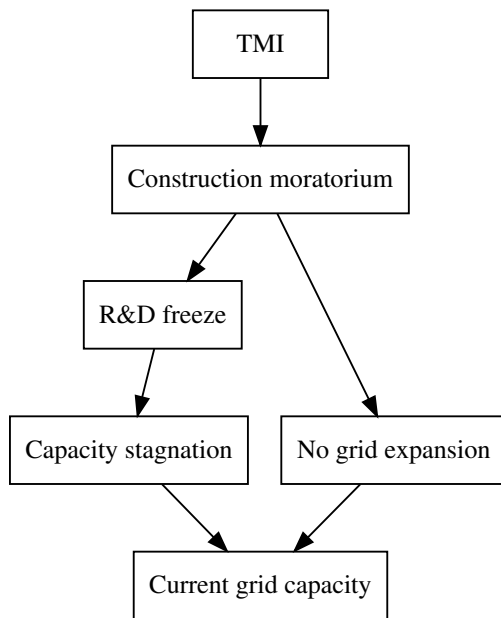 TMI
Construction moratorium
R&D freeze
Capacity stagnation
No grid expansion
Current grid capacity